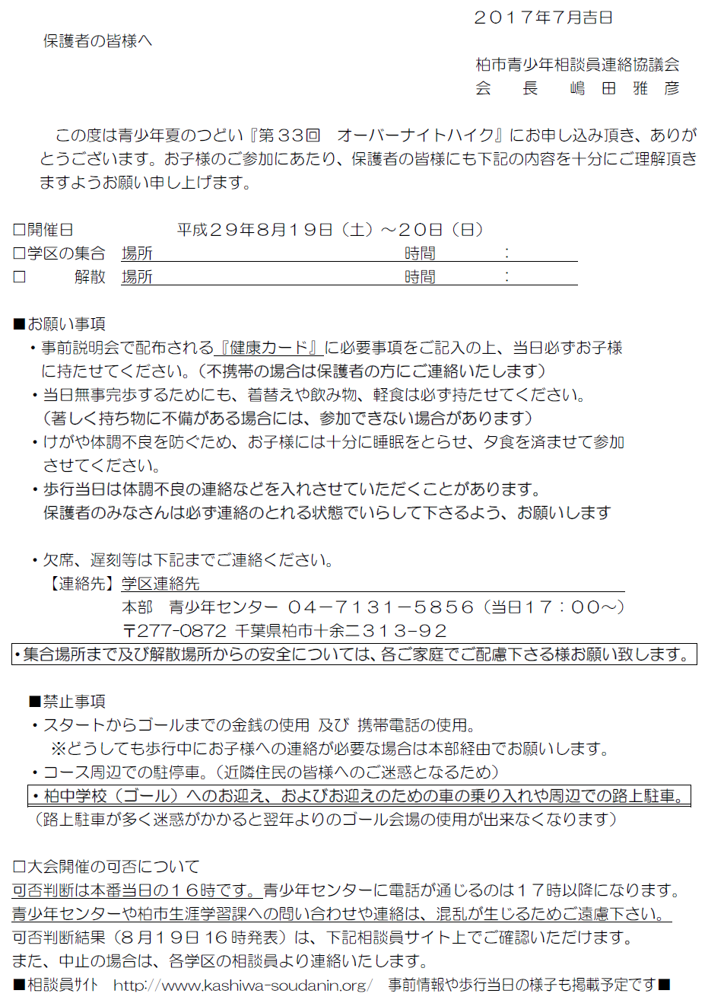 ２０１７年７月吉日
保護者の皆様へ
柏市青少年相談員連絡協議会
会　長　嶋　田　雅　彦
この度は青少年夏のつどい『第３３回　オーバーナイトハイク』にお申し込み頂き、ありが
とうございます。お子様のご参加にあたり、保護者の皆様にも下記の内容を十分にご理解頂き
ますようお願い申し上げます。
□開催日　　　平成２９年８月１９日（土）～２０日（日）
□学区の集合　場所　　　時間　　　：
□　　　解散　場所　　　時間　　　：
■お願い事項
・事前説明会で配布される『健康カード』に必要事項をご記入の上、当日必ずお子様
に持たせてください。（不携帯の場合は保護者の方にご連絡いたします）
・当日無事完歩するためにも、着替えや飲み物、軽食は必ず持たせてください。
（著しく持ち物に不備がある場合には、参加できない場合があります）
・けがや体調不良を防ぐため、お子様には十分に睡眠をとらせ、夕食を済ませて参加
させてください。
・歩行当日は体調不良の連絡などを入れさせていただくことがあります。
保護者のみなさんは必ず連絡のとれる状態でいらして下さるよう、お願いします
・欠席、遅刻等は下記までご連絡ください。
【連絡先】学区連絡先
本部　青少年センター　０４－７１３１－５８５６（当日１７：００～）
〒277-0872 千葉県柏市十余二３１３−９２
・集合場所まで及び解散場所からの安全については、各ご家庭でご配慮下さる様お願い致します。
■禁止事項
・スタートからゴールまでの金銭の使用 及び 携帯電話の使用。
※どうしても歩行中にお子様への連絡が必要な場合は本部経由でお願いします。
・コース周辺での駐停車。（近隣住民の皆様へのご迷惑となるため）
・柏中学校（ゴール）へのお迎え、およびお迎えのための車の乗り入れや周辺での路上駐車。
（路上駐車が多く迷惑がかかると翌年よりのゴール会場の使用が出来なくなります）
□大会開催の可否について
可否判断は本番当日の１６時です。青少年センターに電話が通じるのは１７時以降になります。
青少年センターや柏市生涯学習課への問い合わせや連絡は、混乱が生じるためご遠慮下さい。
可否判断結果（８月１９日 16 時発表）は、下記相談員サイト上でご確認いただけます。
また、中止の場合は、各学区の相談員より連絡いたします。
■相談員ｻｲﾄ　http://www.kashiwa-soudanin.org/　事前情報や歩行当日の様子も掲載予定です■